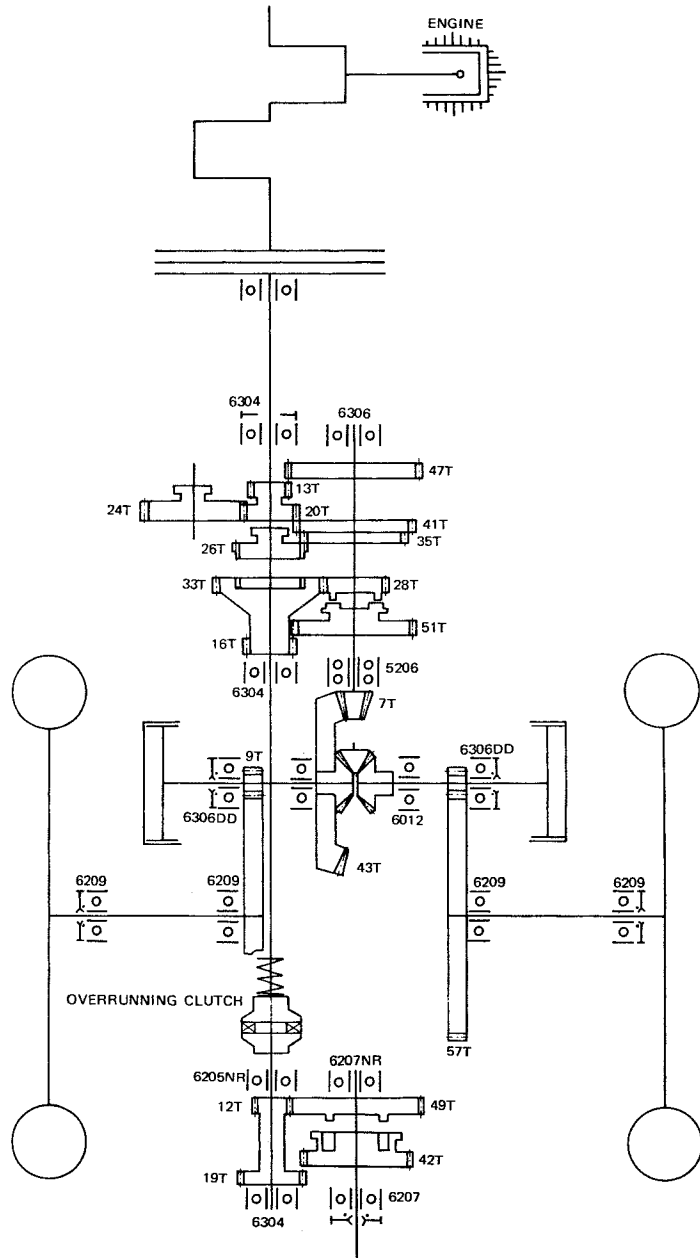 ENGINE
6304
6306
47T
13T
24T
20T
41T
26T
35T
33T
28T
51T
16T
6304
5206
7T
9T
6306DD
6306DD
6012
43T
6209
6209
6209
6209
OVERRUNNING CLUTCH
57T
6205NR
6207NR
12T
49T
42T
19T
6304
6207